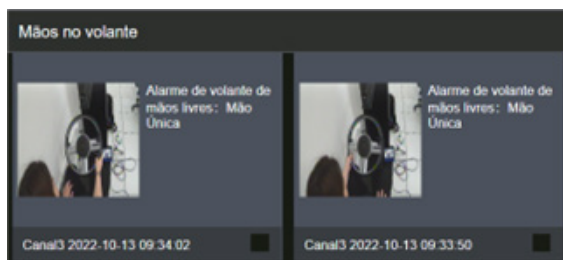 Mãos no volante
Alarme de volante de
mãos livres: Mão
Única
Alarme de volante de
mãos livres: Mão
Única
Canal3 2022-10-13 09:34:02
Canal3 2022-10-13 09:33:50